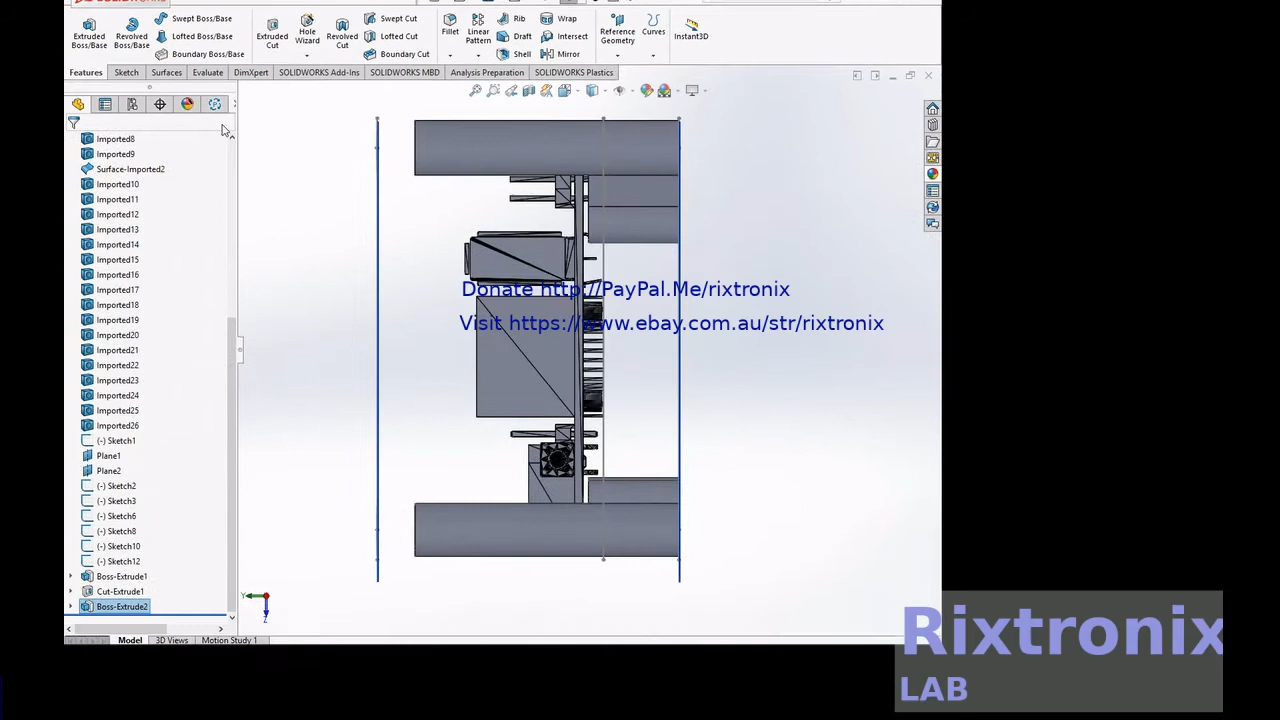 Extruded Boss/Base
Revolved Boss/Base
Swept Boss/Base
Lofted Boss/Base
Boundary Boss/Base
Extruded Cut
Hole Wizard
Revolved Cut
Swept Cut
Lofted Cut
Boundary Cut
Fillet
Linear Pattern
Rib
Draft
Shell
Wrap
Intersect
Mirror
Reference Geometry
Curves
Instant3D
Features Sketch Surfaces Evaluate DimXpert SOLIDWORKS Add-Ins SOLIDWORKS MBD Analysis Preparation SOLIDWORKS Plastics
Imported8
Imported9
Surface-Imported2
Imported10
Imported11
Imported12
Imported13
Imported14
Imported15
Imported16
Imported17
Imported18
Imported19
Imported20
Imported21
Imported22
Imported23
Imported24
Imported25
Imported26
(-) Sketch1
Plane1
Plane2
(-) Sketch2
(-) Sketch3
(-) Sketch6
(-) Sketch8
(-) Sketch10
(-) Sketch12
Boss-Extrude1
Cut-Extrude1
Boss-Extrude2
Donate http://PayPal.Me/rixtronix
Visit https://www.ebay.com.au/str/rixtronix
Y
Z
Model 3D Views Motion Study 1
Rixtronix
LAB